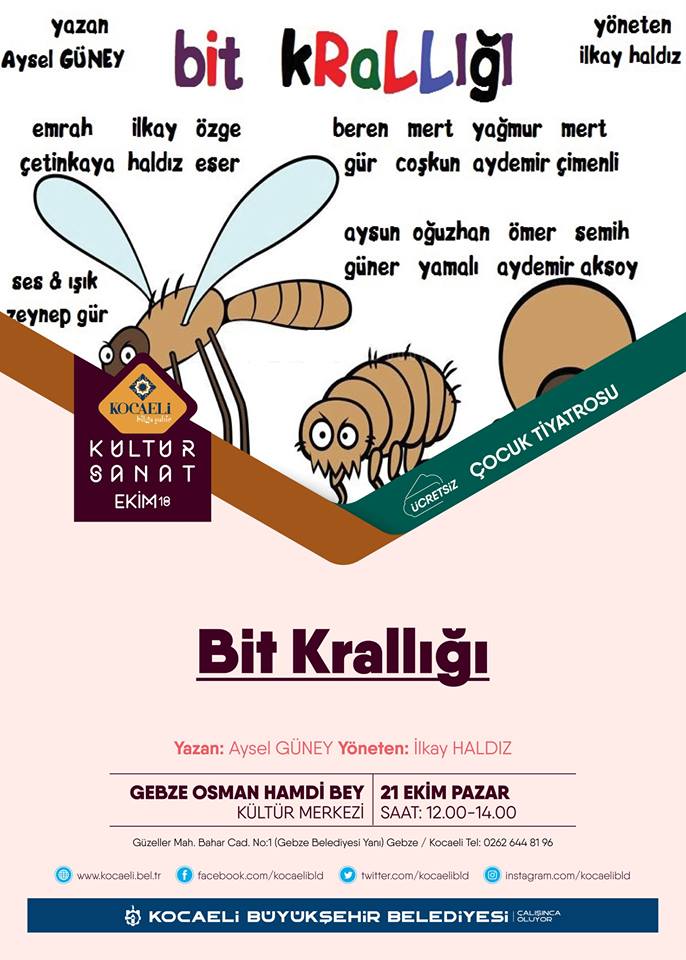 yazan
Aysel GÜNEY
bit kRaLLIğI
yöneten
ilkay haldız
emrah ilkay özge
çetinkaya haldız eser
beren mert yağmur mert
gür coşkun aydemir çimenli
aysun oğuzhan ömer semih
güner yamalı aydemir aksoy
ses & ışık
zeynep gür
KOCAELİ
KÜLTÜR
SANAT
EKİM 18
ÜCRETSİZ
ÇOCUK TİYATROSU
Bit Krallığı
Yazan: Aysel GÜNEY Yöneten: İlkay HALDIZ
GEBZE OSMAN HAMDİ BEY
KÜLTÜR MERKEZİ
21 EKİM PAZAR
SAAT: 12.00-14.00
Güzeller Mah. Bahar Cad. No:1 (Gebze Belediyesi Yanı) Gebze / Kocaeli Tel: 0262 644 81 96
www.kocaeli.bel.tr facebook.com/kocaelibld twitter.com/kocaelibld instagram.com/kocaelibld
KOCAELİ BÜYÜKŞEHİR BELEDİYESİ
ÇALIŞINCA
OLUYOR